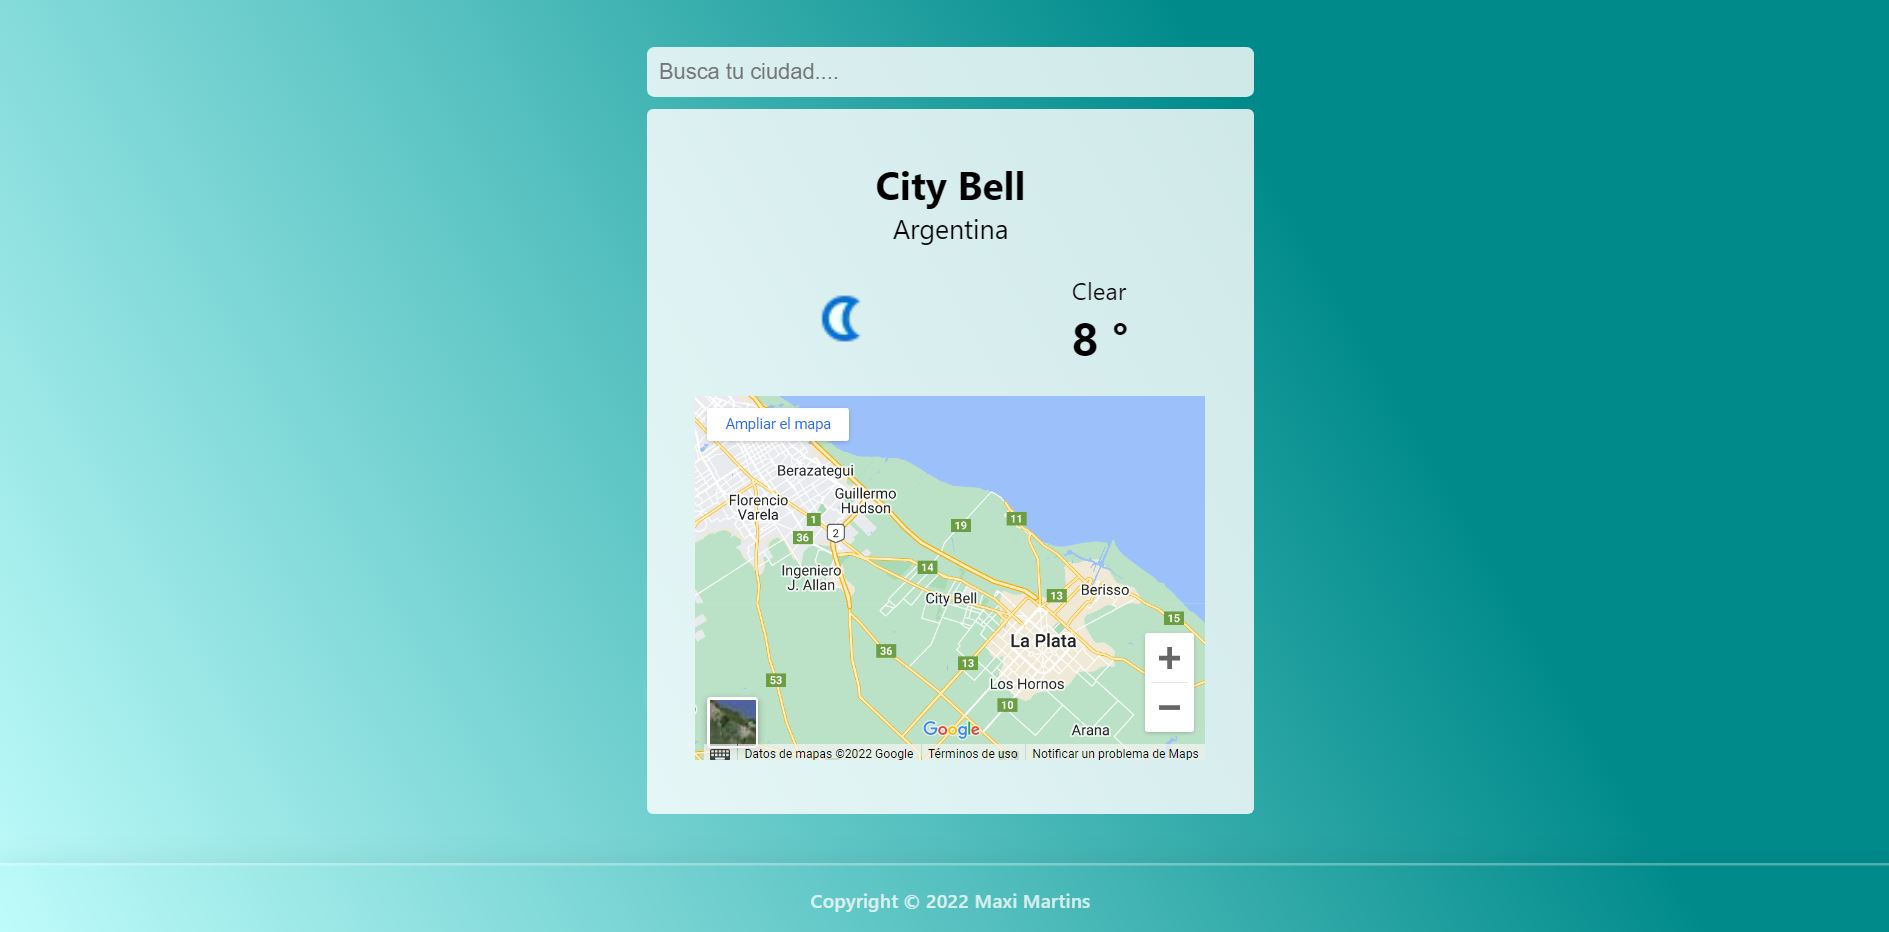 Busca tu ciudad....
City Bell
Argentina
Clear
8 °
Ampliar el mapa
Berazategui
Florencio
Varela
Guillermo
Hudson
1
36
2
19
11
Ingeniero
J. Allan
14
City Bell
13
Berisso
15
La Plata
36
13
53
Los Hornos
10
Arana
Google
Datos de mapas ©2022 Google
Términos de uso
Notificar un problema de Maps
Copyright © 2022 Maxi Martins